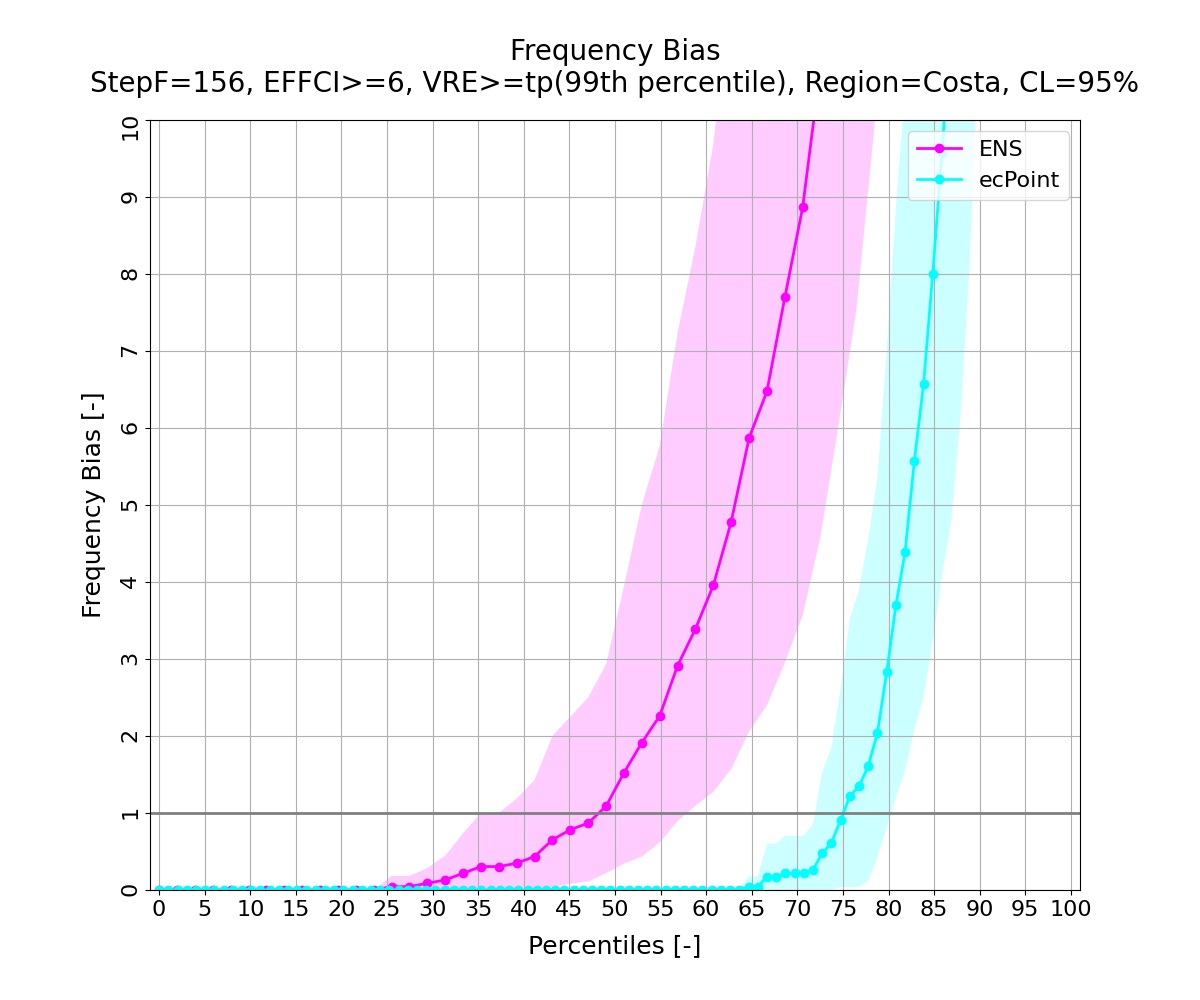 Frequency Bias
StepF=156, EFFCI>=6, VRE>=tp(99th percentile), Region=Costa, CL=95%
10
9
8
7
6
5
4
3
2
1
0
Frequency Bias [-]
ENS
ecPoint
0 5 10 15 20 25 30 35 40 45 50 55 60 65 70 75 80 85 90 95 100
Percentiles [-]